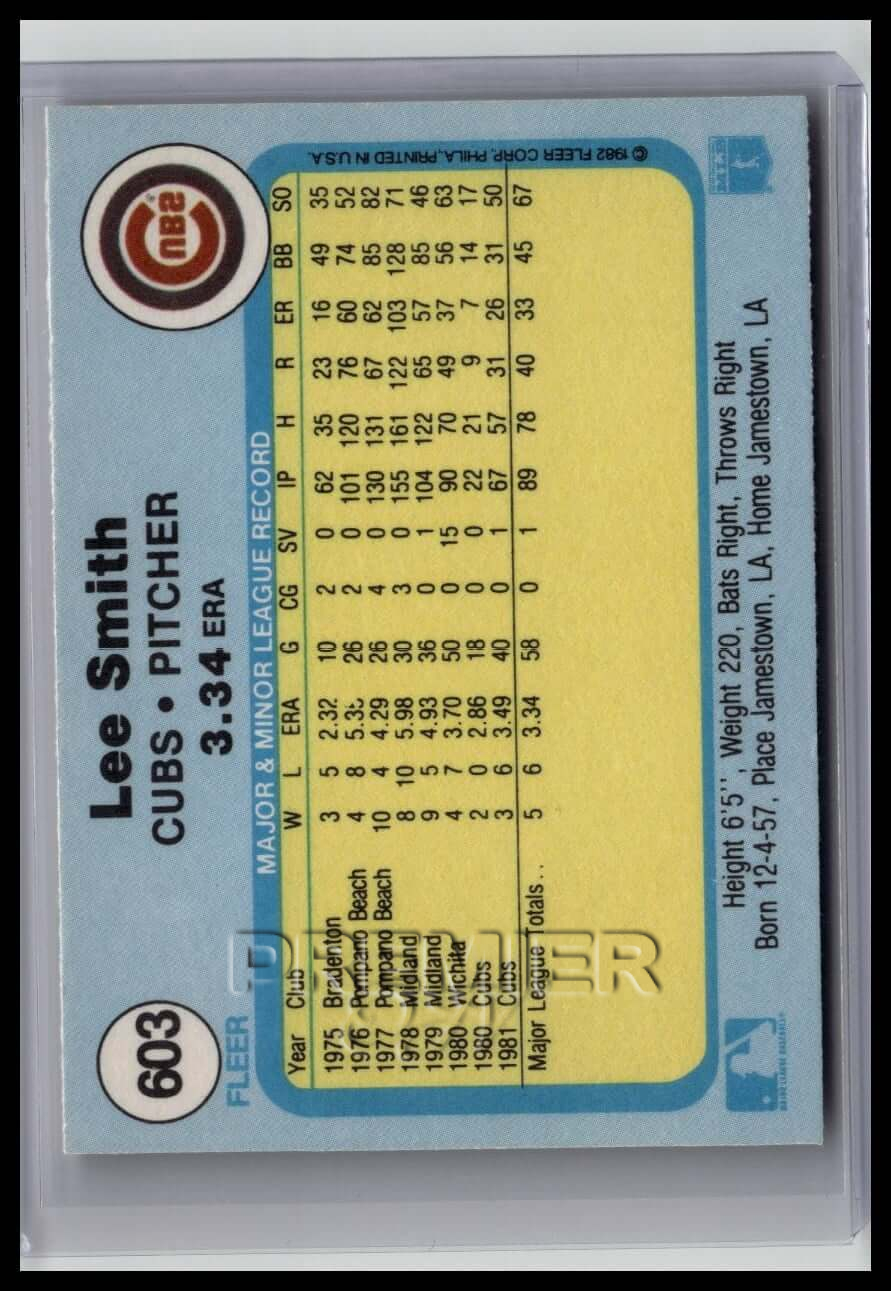 603
Lee Smith
CUBS • PITCHER
3.34 ERA
CUBS
FLEER
MAJOR & MINOR LEAGUE RECORD
Year Club W L ERA G CG SV IP H R ER BB SO
1975 Bradenton 3 5 2.32 10 2 0 62 35 23 16 49 35
1976 Pompano Beach 4 8 5.35 26 2 0 101 120 76 60 74 52
1977 Pompano Beach 10 4 4.29 26 4 0 130 131 67 62 85 82
1978 Midland 8 10 5.98 30 3 0 155 161 122 103 128 71
1979 Midland 9 5 4.93 36 0 1 104 122 65 57 85 46
1980 Wichita 4 7 3.70 50 0 15 90 70 49 37 56 63
1980 Cubs 2 0 2.86 18 0 0 22 21 9 7 14 17
1981 Cubs 3 6 3.49 40 0 1 67 57 31 26 31 50
Major League Totals.. 5 6 3.34 58 0 1 89 78 40 33 45 67
© 1982 FLEER CORP. PHILA, PRINTED IN U.S.A.
Height 6'5'', Weight 220, Bats Right, Throws Right
Born 12-4-57, Place Jamestown, LA, Home Jamestown, LA
MAJOR LEAGUE BASEBALL
PREMIER